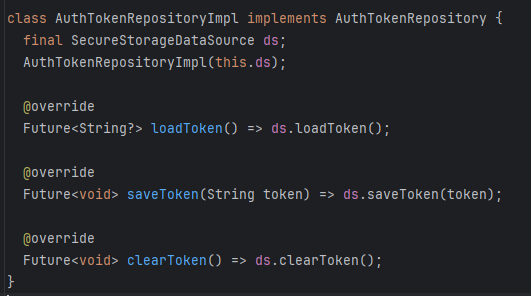 class AuthTokenRepositoryImpl implements AuthTokenRepository {
  final SecureStorageDataSource ds;
  AuthTokenRepositoryImpl(this.ds);
  @override
  Future<String?> loadToken() => ds.loadToken();
  @override
  Future<void> saveToken(String token) => ds.saveToken(token);
  @override
  Future<void> clearToken() => ds.clearToken();
}